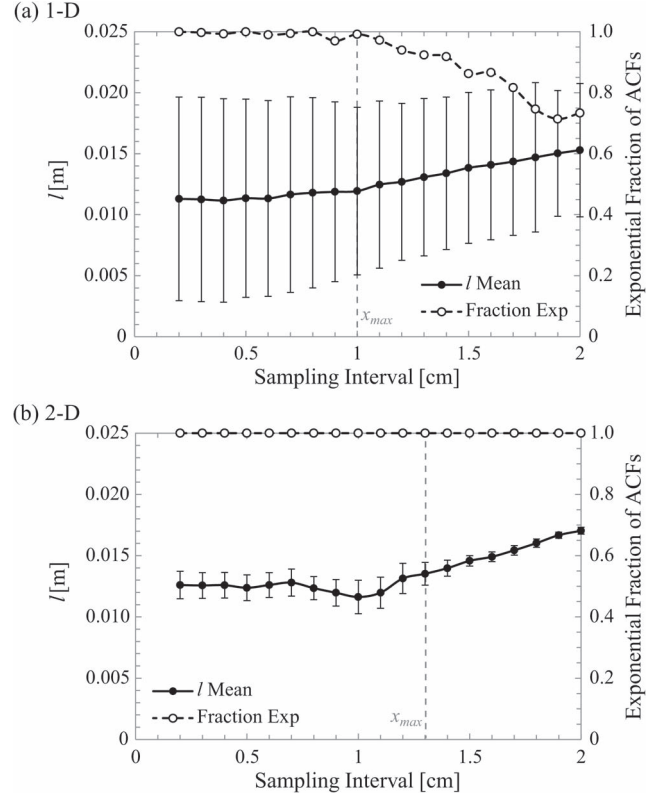 (a) 1-D
0.025
0.020
0.015
0.010
0.005
0
l [m]
1.0
0.8
0.6
0.4
0.2
0
Exponential Fraction of ACFs
l Mean
Fraction Exp
x_max
0 0.5 1 1.5 2
Sampling Interval [cm]
(b) 2-D
0.025
0.020
0.015
0.010
0.005
0
l [m]
1.0
0.8
0.6
0.4
0.2
0
Exponential Fraction of ACFs
l Mean
Fraction Exp
x_max
0 0.5 1 1.5 2
Sampling Interval [cm]